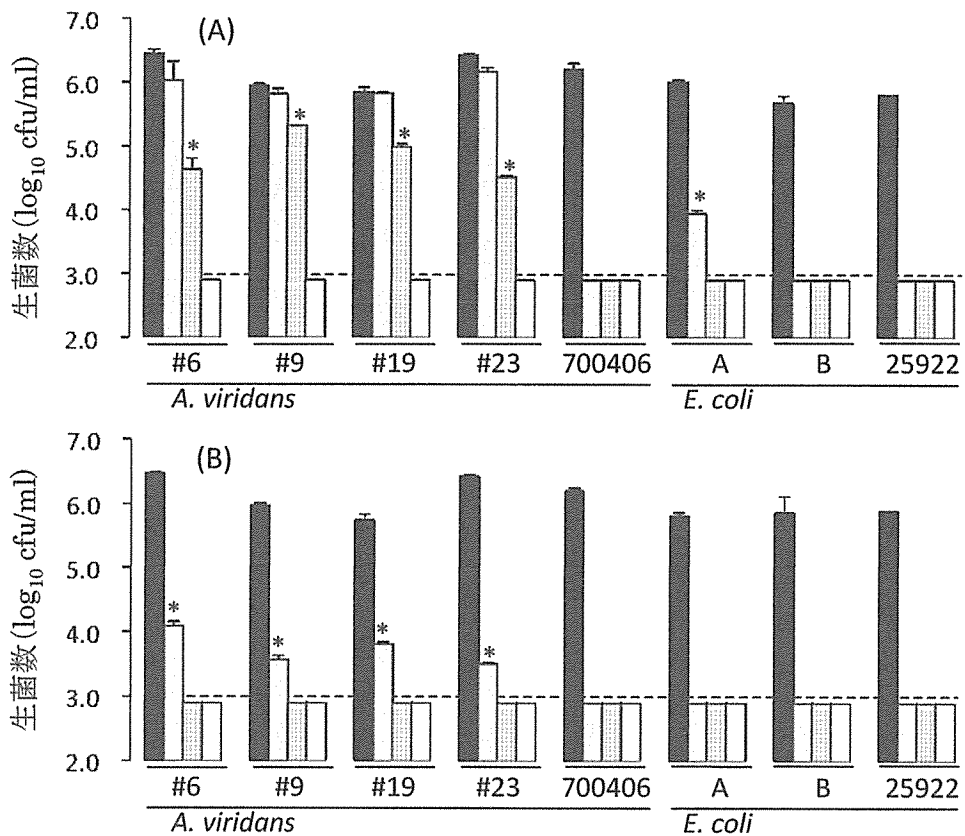 (A)
生菌数 (log10 cfu/ml)
7.0
6.0
5.0
4.0
3.0
2.0
* * * * *
#6 #9 #19 #23 700406 A B 25922
A. viridans E. coli
(B)
生菌数 (log10 cfu/ml)
7.0
6.0
5.0
4.0
3.0
2.0
* * * *
#6 #9 #19 #23 700406 A B 25922
A. viridans E. coli